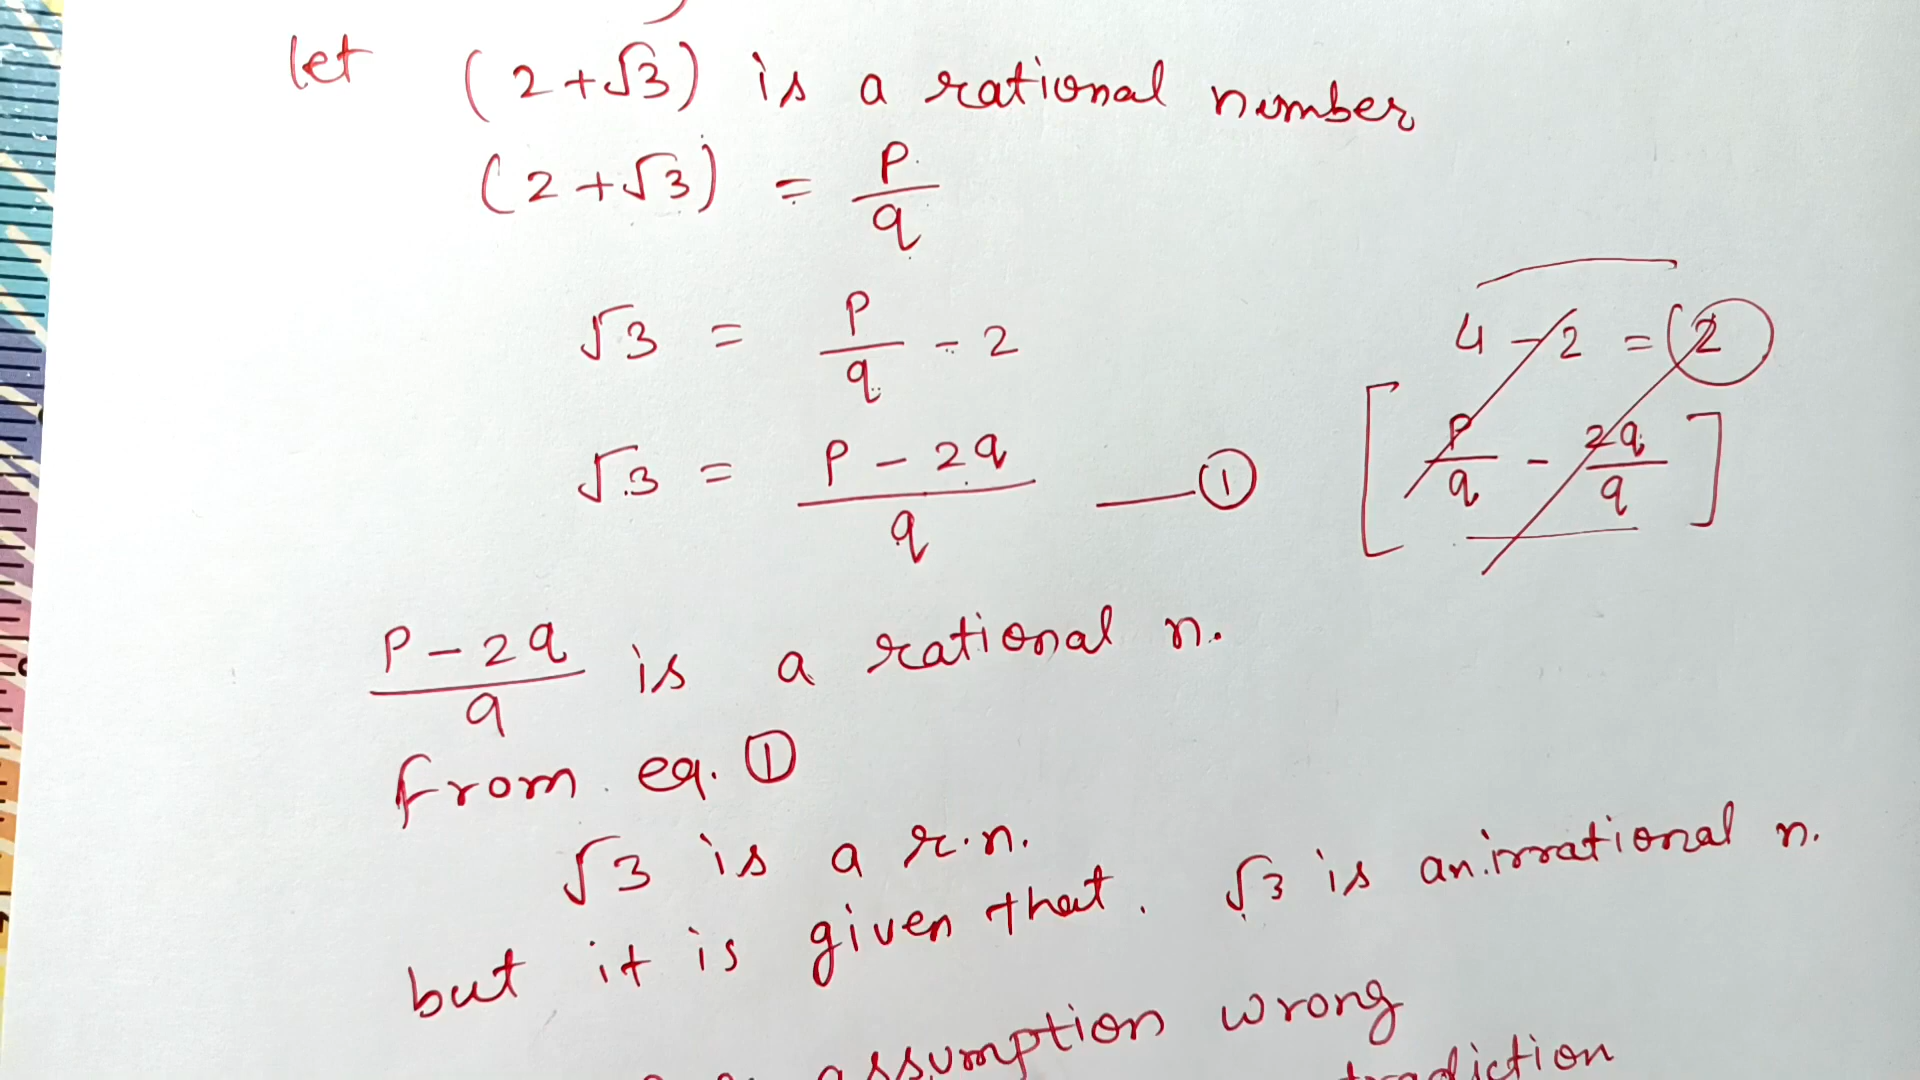 let (2+√3) is a rational number
(2+√3) = p/q
√3 = p/q - 2
4 - 2 = 2
√3 = p - 2q / q — ①
[ p/q - 2q/q ]
p - 2q / q is a rational n.
from eq. ①
√3 is a r.n.
but it is given that. √3 is an irrational n.
assumption wrong